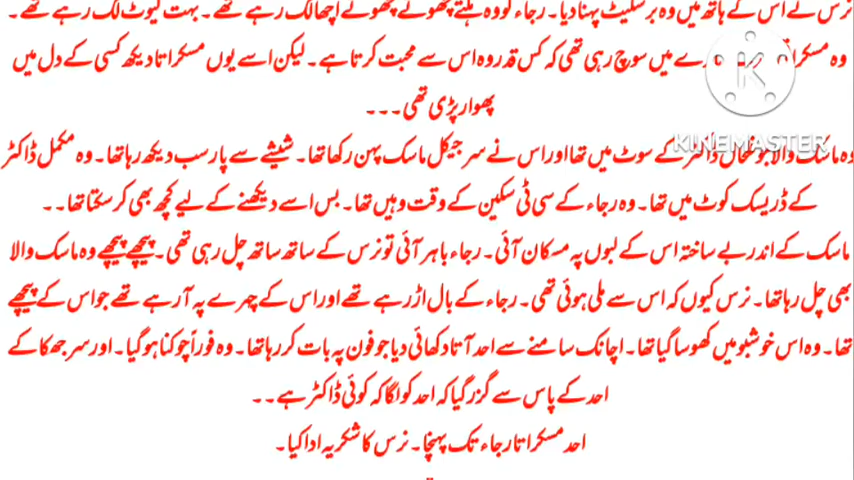 نرس نے اس کے ہاتھ میں وہ برسلیٹ پہنا دیا۔ رجاء کو وہ ہلتے پھولے پھولے اچھا لگ رہے تھے۔ بہت کیوٹ لگ رہے تھے۔
وہ مسکرا میں سوچ رہی تھی کہ کس قدر وہ اس سے محبت کرتا ہے۔ لیکن اسے یوں مسکراتا دیکھ کسی کے دل میں
پھوار پڑی تھی۔۔۔
KINEMASTER
وہ ماسک والا جو ڈاکٹر کے سوٹ میں تھا اور اس نے سرجیکل ماسک پہن رکھا تھا۔ شیشے سے پار سب دیکھ رہا تھا۔ وہ مکمل ڈاکٹر
کے ڈریسک کوٹ میں تھا۔ وہ رجاء کے سی ٹی سکین کے وقت وہیں تھا۔ بس اسے دیکھنے کے لیے کچھ بھی کر سکتا تھا۔۔
ماسک کے اندر بے ساختہ اس کے لبوں پہ مسکان آئی۔ رجاء باہر آئی تو نرس کے ساتھ ساتھ چل رہی تھی۔ پیچھے پیچھے وہ ماسک والا
بھی چل رہا تھا۔ نرس کیوں کہ اس سے ملی ہوئی تھی۔ رجاء کے بال اڑ رہے تھے اور اس کے چہرے پہ آ رہے تھے جو اس کے پیچھے
تھا۔ وہ اس خوشبو میں کھو سا گیا تھا۔ اچانک سامنے سے احد آتا دکھائی دیا جو فون پہ بات کر رہا تھا۔ وہ فوراً چوکنا ہو گیا۔ اور سر جھکا کے
احد کے پاس سے گزر گیا کہ احد کو لگا کہ کوئی ڈاکٹر ہے۔۔
احد مسکراتا رجاء تک پہنچا۔ نرس کا شکریہ ادا کیا۔